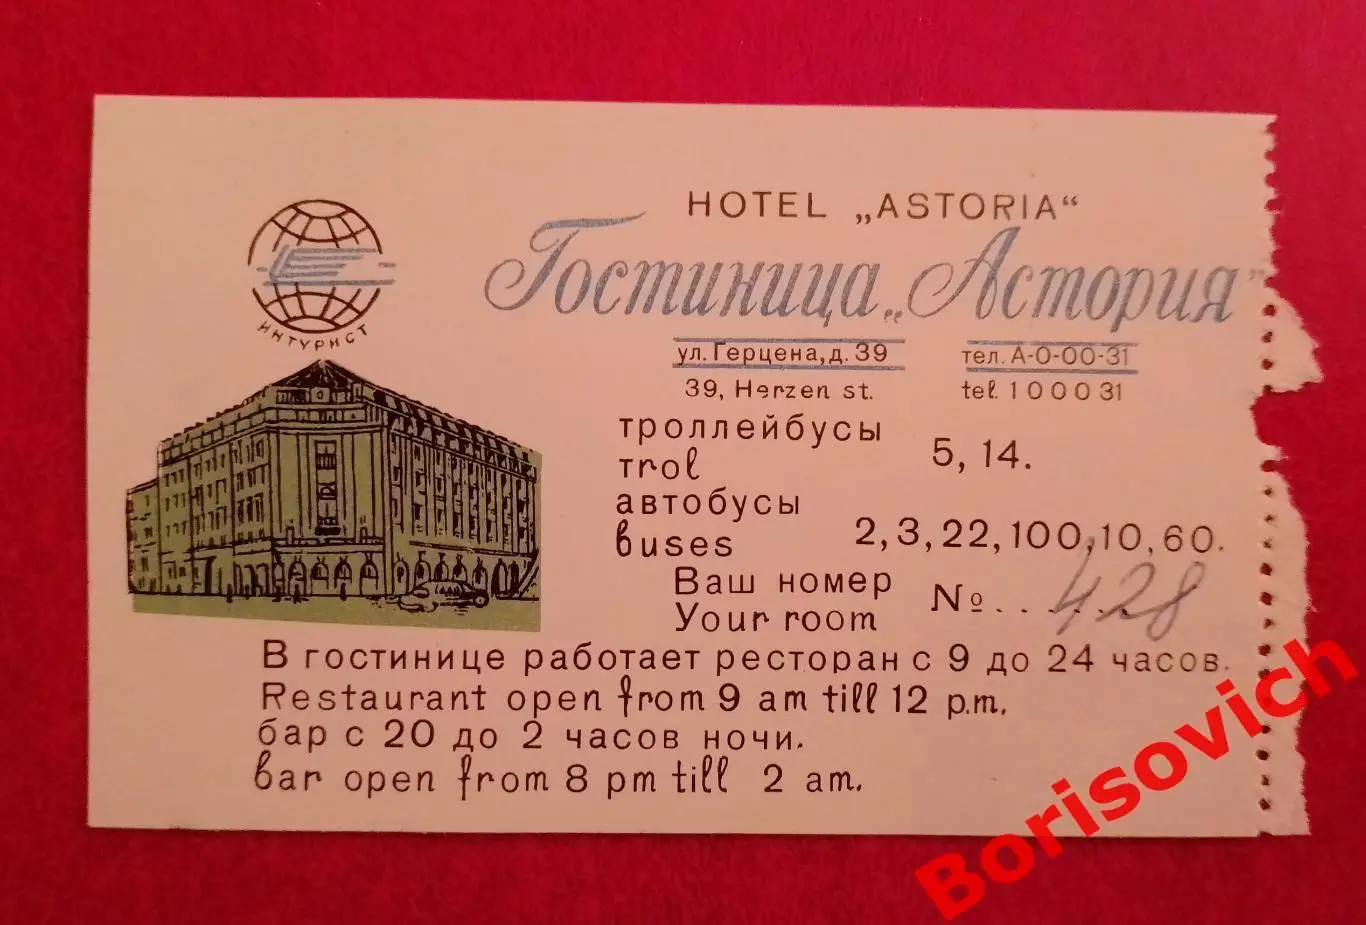 HOTEL „ASTORIA“
Гостиница „Астория"
ИНТУРИСТ
ул. Герцена, д. 39 тел. А-0-00-31
39, Herzen st. tel. 100031
троллейбусы
trol 5, 14.
автобусы
buses 2, 3, 22, 100, 10, 60.
Ваш номер
Your room № ...428
В гостинице работает ресторан с 9 до 24 часов.
Restaurant open from 9 am till 12 p.m.
бар с 20 до 2 часов ночи.
bar open from 8 pm till 2 am.
Borisovich